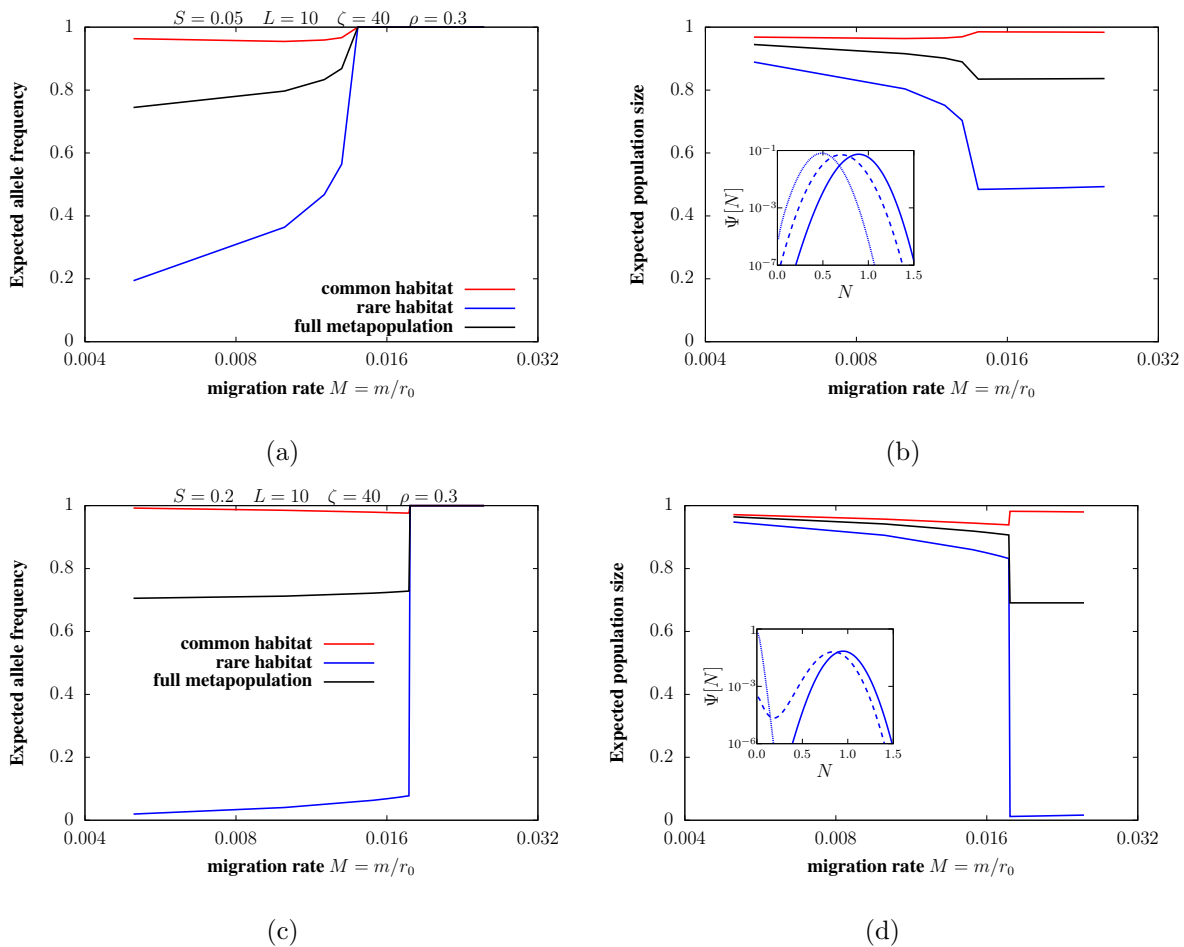 S = 0.05 L = 10 ζ = 40 ρ = 0.3
Expected allele frequency
1
0.8
0.6
0.4
0.2
0
0.004 0.008 0.016 0.032
common habitat
rare habitat
full metapopulation
migration rate M = m/r₀
(a)
Expected population size
1
0.8
0.6
0.4
0.2
0
0.004 0.008 0.016 0.032
Ψ[N]
10⁻¹
10⁻³
10⁻⁵
10⁻⁷
0.0 0.5 1.0 1.5
N
migration rate M = m/r₀
(b)
S = 0.2 L = 10 ζ = 40 ρ = 0.3
Expected allele frequency
1
0.8
0.6
0.4
0.2
0
0.004 0.008 0.016 0.032
common habitat
rare habitat
full metapopulation
migration rate M = m/r₀
(c)
Expected population size
1
0.8
0.6
0.4
0.2
0
0.004 0.008 0.016 0.032
Ψ[N]
1
10⁻³
10⁻⁶
0.0 0.5 1.0 1.5
N
migration rate M = m/r₀
(d)